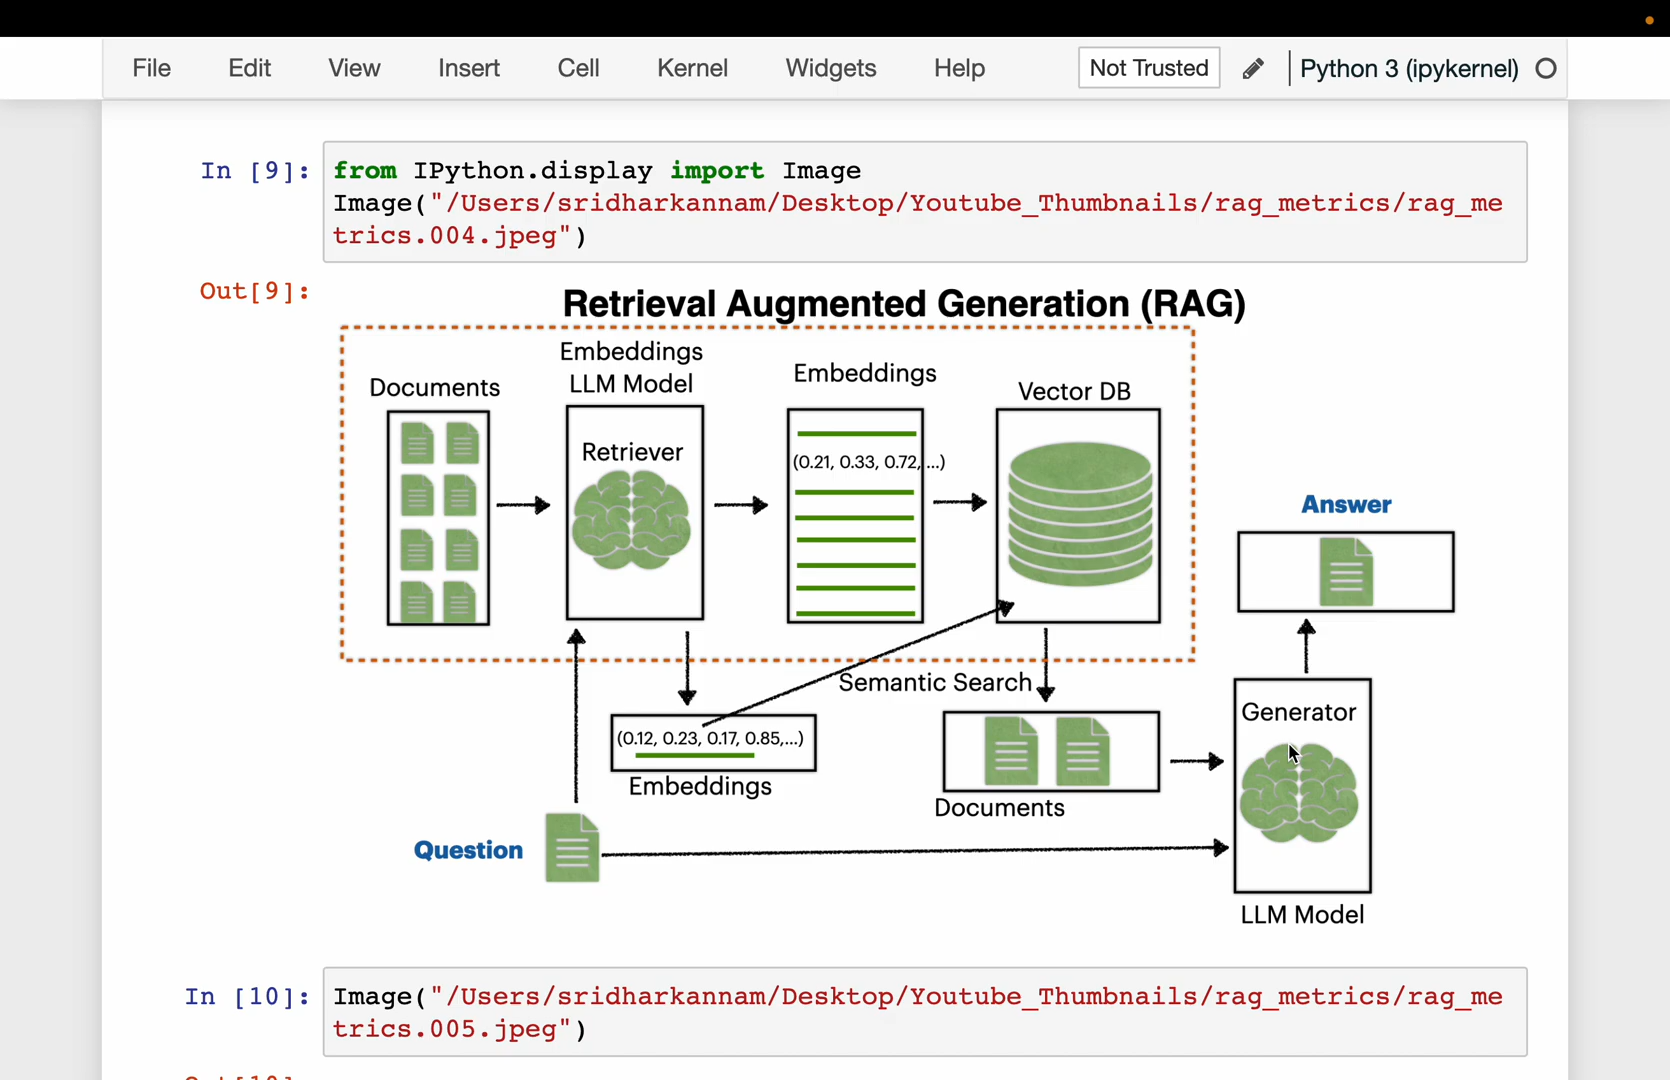 File Edit View Insert Cell Kernel Widgets Help Not Trusted Python 3 (ipykernel)
In [9]: from IPython.display import Image
Image("/Users/sridharkannam/Desktop/Youtube_Thumbnails/rag_metrics/rag_me
trics.004.jpeg")
Out[9]:
Retrieval Augmented Generation (RAG)
Documents
Embeddings
LLM Model
Retriever
Embeddings
(0.21, 0.33, 0.72, ...)
Vector DB
Answer
Semantic Search
(0.12, 0.23, 0.17, 0.85,...)
Embeddings
Documents
Generator
LLM Model
Question
In [10]: Image("/Users/sridharkannam/Desktop/Youtube_Thumbnails/rag_metrics/rag_me
trics.005.jpeg")